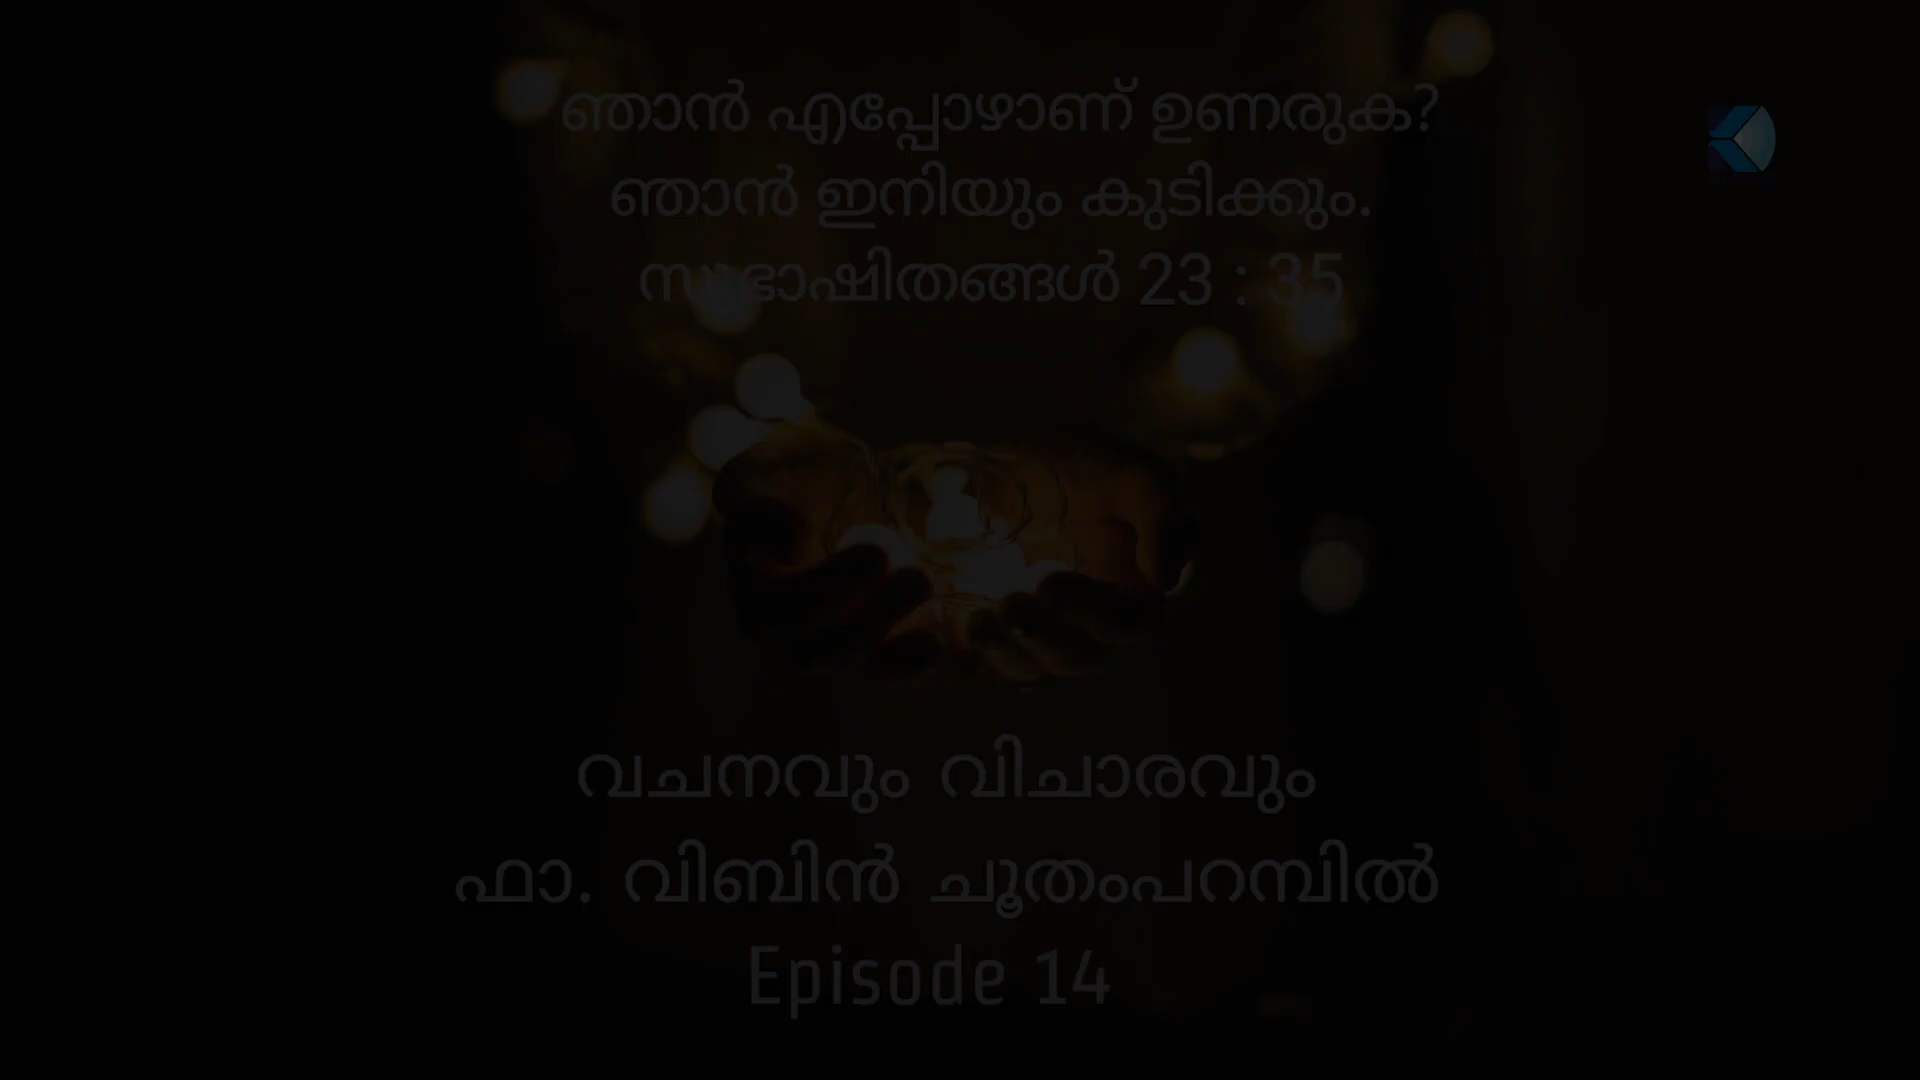 ഞാൻ എപ്പോഴാണ് ഉണരുക?
ഞാൻ ഇനിയും കുടിക്കും.
സുഭാഷിതങ്ങൾ 23 : 35
വചനവും വിചാരവും
ഫാ. വിബിൻ ചൂതംപറമ്പിൽ
Episode 14